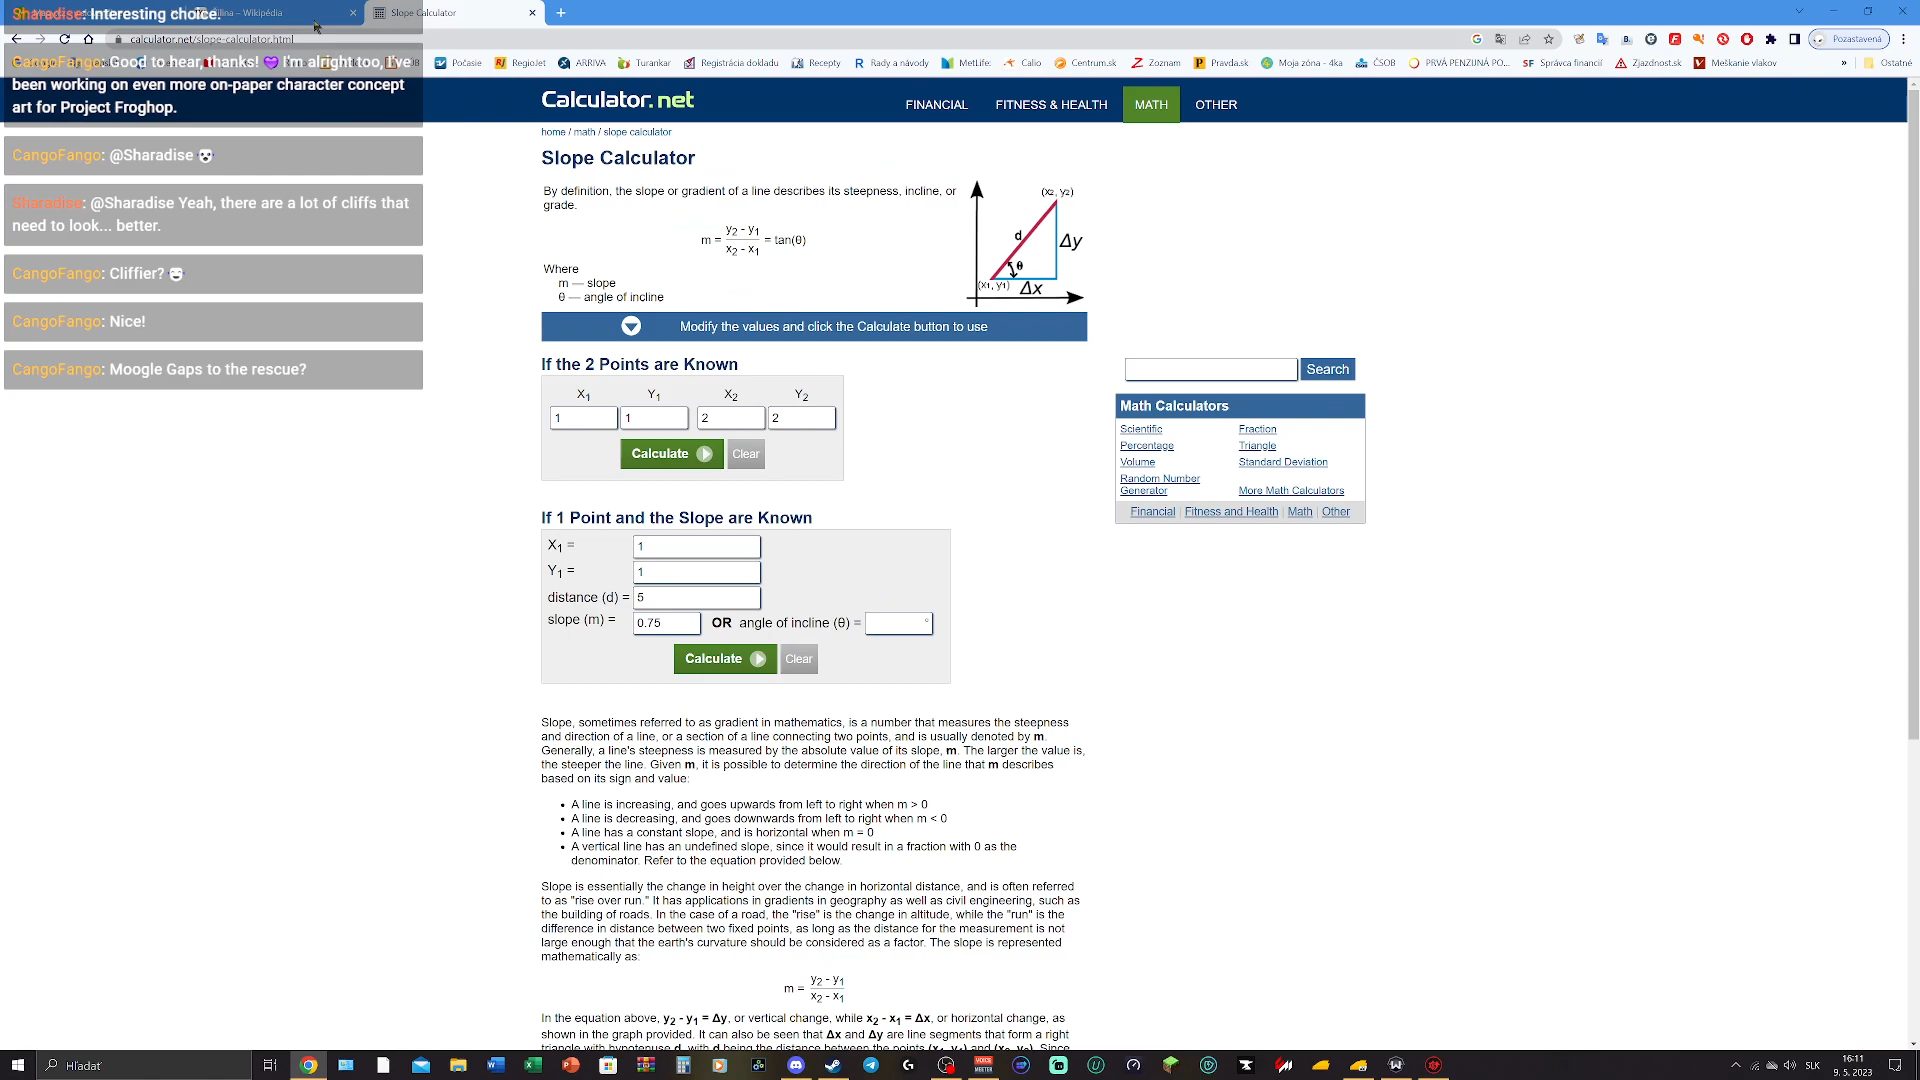 Sharadise: Interesting choice.
Žilina – Wikipédia
Slope Calculator
calculator.net/slope-calculator.html
Pozastavená
CangoFango: Good to hear, thanks! 💜 I'm alright too, I've
been working on even more on-paper character concept
art for Project Froghop.
Počasie
RegioJet
ARRIVA
Turankar
Registrácia dokladu
Recepty
Rady a návody
MetLife:
Calio
Centrum.sk
Zoznam
Pravda.sk
Moja zóna - 4ka
ČSOB
PRVÁ PENZIJNÁ PO...
Správca financií
Zjazdnost.sk
Meškanie vlakov
»
Ostatné
CangoFango: @Sharadise
Sharadise: @Sharadise Yeah, there are a lot of cliffs that
need to look... better.
CangoFango: Cliffier?
CangoFango: Nice!
CangoFango: Moogle Gaps to the rescue?
Calculator.net
FINANCIAL
FITNESS & HEALTH
MATH
OTHER
home / math / slope calculator
Slope Calculator
By definition, the slope or gradient of a line describes its steepness, incline, or
grade.
m = y2 - y1 / x2 - x1 = tan(θ)
Where
m — slope
θ — angle of incline
(x2, y2)
d
Δy
θ
(x1, y1)
Δx
Modify the values and click the Calculate button to use
If the 2 Points are Known
X1 Y1 X2 Y2
1 1 2 2
Calculate Clear
If 1 Point and the Slope are Known
X1 = 1
Y1 = 1
distance (d) = 5
slope (m) = 0.75 OR angle of incline (θ) = °
Calculate Clear
Search
Math Calculators
Scientific Fraction
Percentage Triangle
Volume Standard Deviation
Random Number
Generator More Math Calculators
Financial | Fitness and Health | Math | Other
Slope, sometimes referred to as gradient in mathematics, is a number that measures the steepness
and direction of a line, or a section of a line connecting two points, and is usually denoted by m.
Generally, a line's steepness is measured by the absolute value of its slope, m. The larger the value is,
the steeper the line. Given m, it is possible to determine the direction of the line that m describes
based on its sign and value:
• A line is increasing, and goes upwards from left to right when m > 0
• A line is decreasing, and goes downwards from left to right when m < 0
• A line has a constant slope, and is horizontal when m = 0
• A vertical line has an undefined slope, since it would result in a fraction with 0 as the
denominator. Refer to the equation provided below.
Slope is essentially the change in height over the change in horizontal distance, and is often referred
to as "rise over run." It has applications in gradients in geography as well as civil engineering, such as
the building of roads. In the case of a road, the "rise" is the change in altitude, while the "run" is the
difference in distance between two fixed points, as long as the distance for the measurement is not
large enough that the earth's curvature should be considered as a factor. The slope is represented
mathematically as:
m = y2 - y1 / x2 - x1
In the equation above, y2 - y1 = Δy, or vertical change, while x2 - x1 = Δx, or horizontal change, as
shown in the graph provided. It can also be seen that Δx and Δy are line segments that form a right
triangle with hypotenuse d, with d being the distance between the points (x1, y1) and (x2, y2). Since
Hľadať
SLK
16:11
9. 5. 2023